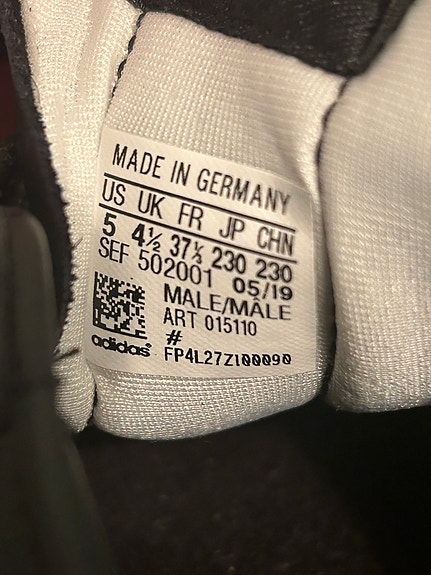 MADE IN GERMANY
US UK FR JP CHN
5 4½ 37⅓ 230 230
SEF 502001 05/19
MALE/MALE
ART 015110
#
adidas® FP4L27Z100090